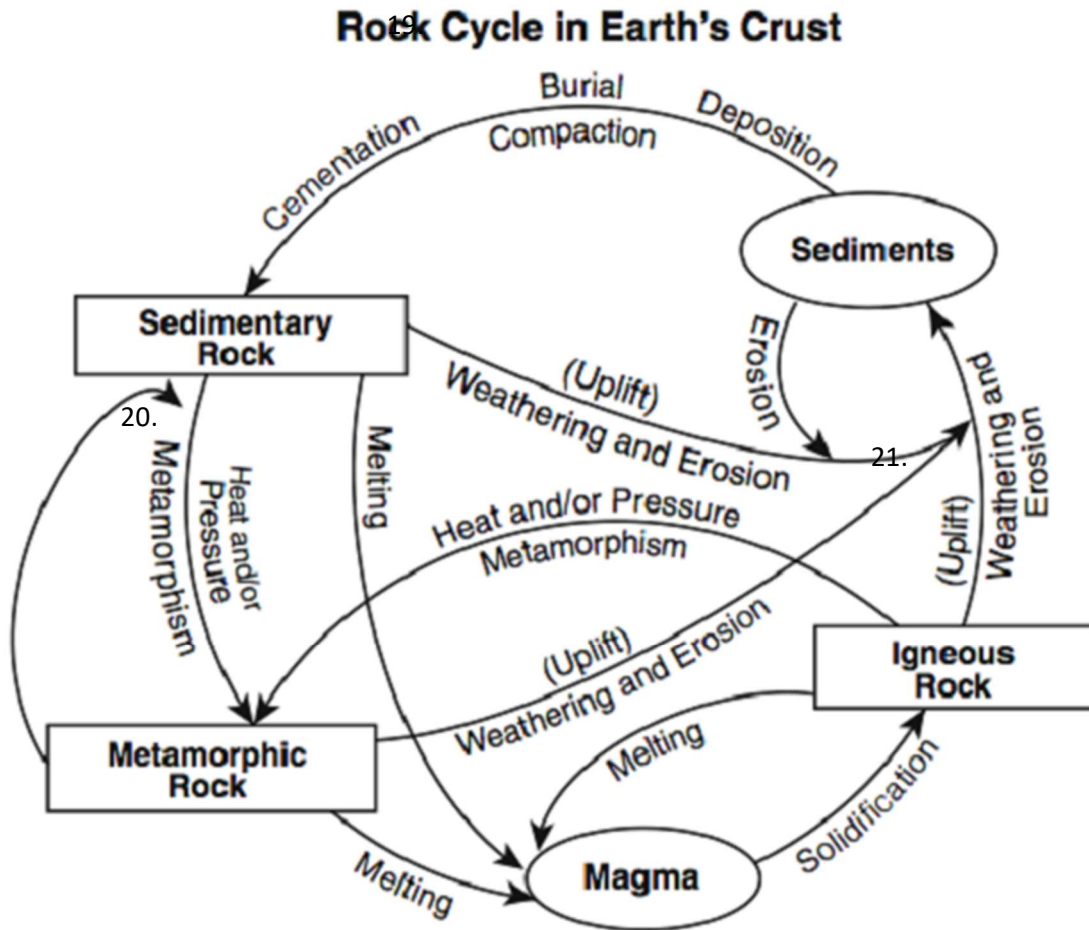 Rock Cycle in Earth's Crust
19.
Burial
Compaction
Deposition
Cementation
Sediments
Sedimentary
Rock
Erosion
(Uplift)
Weathering and Erosion
20.
21.
Metamorphism
Heat and/or
Pressure
Melting
Heat and/or Pressure
Metamorphism
(Uplift)
Weathering and
Erosion
(Uplift)
Weathering and Erosion
Igneous
Rock
Metamorphic
Rock
Melting
Solidification
Melting
Magma